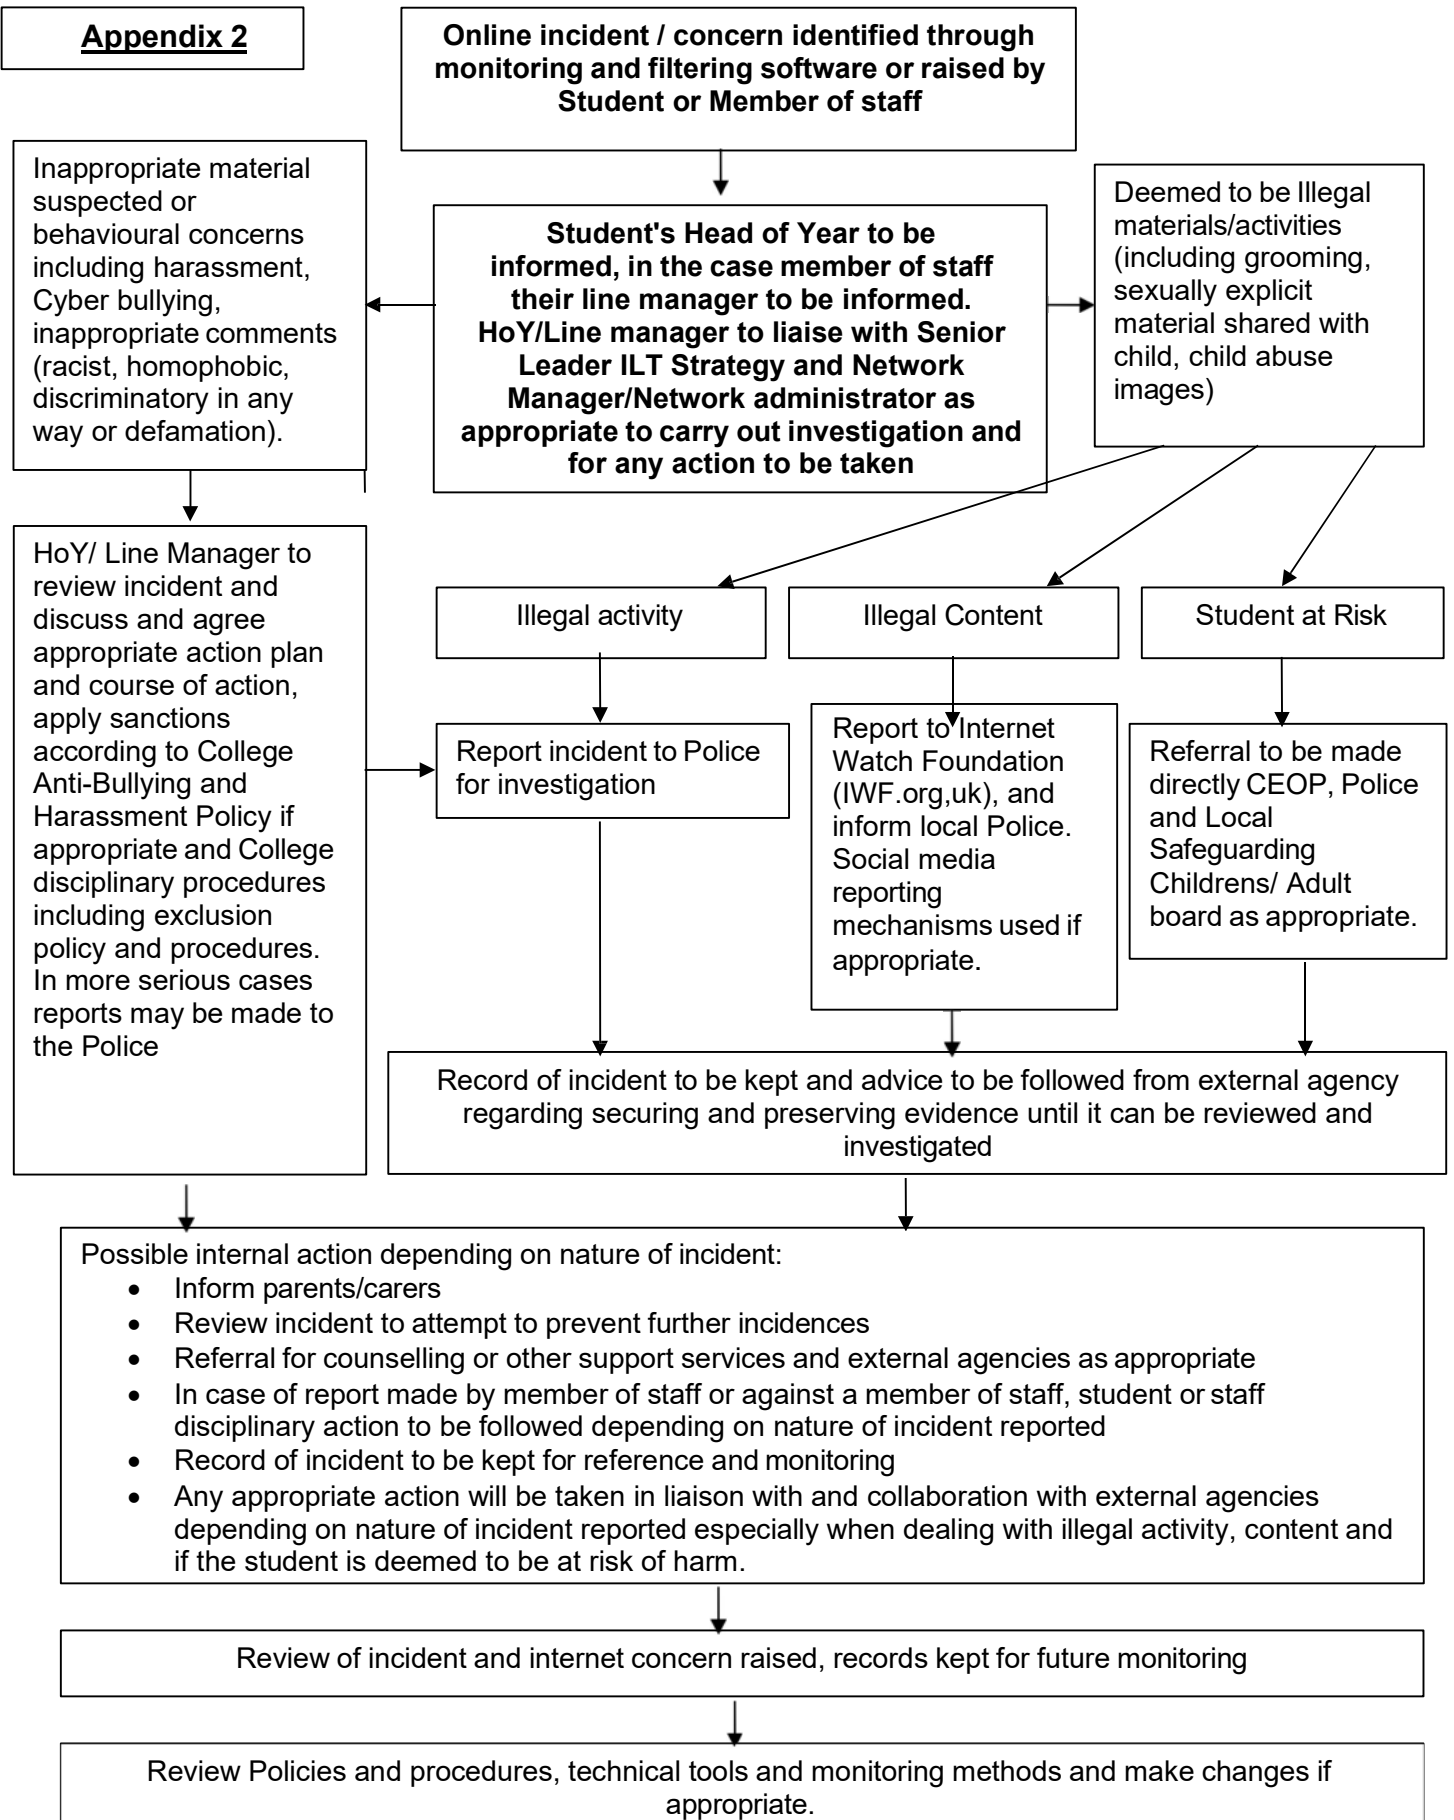 Appendix 2
Online incident / concern identified through
monitoring and filtering software or raised by
Student or Member of staff
Inappropriate material
suspected or
behavioural concerns
including harassment,
Cyber bullying,
inappropriate comments
(racist, homophobic,
discriminatory in any
way or defamation).
Student's Head of Year to be
informed, in the case member of staff
their line manager to be informed.
HoY/Line manager to liaise with Senior
Leader ILT Strategy and Network
Manager/Network administrator as
appropriate to carry out investigation and
for any action to be taken
Deemed to be Illegal
materials/activities
(including grooming,
sexually explicit
material shared with
child, child abuse
images)
HoY/ Line Manager to
review incident and
discuss and agree
appropriate action plan
and course of action,
apply sanctions
according to College
Anti-Bullying and
Harassment Policy if
appropriate and College
disciplinary procedures
including exclusion
policy and procedures.
In more serious cases
reports may be made to
the Police
Illegal activity
Illegal Content
Student at Risk
Report incident to Police
for investigation
Report to Internet
Watch Foundation
(IWF.org,uk), and
inform local Police.
Social media
reporting
mechanisms used if
appropriate.
Referral to be made
directly CEOP, Police
and Local
Safeguarding
Childrens/ Adult
board as appropriate.
Record of incident to be kept and advice to be followed from external agency
regarding securing and preserving evidence until it can be reviewed and
investigated
Possible internal action depending on nature of incident:
• Inform parents/carers
• Review incident to attempt to prevent further incidences
• Referral for counselling or other support services and external agencies as appropriate
• In case of report made by member of staff or against a member of staff, student or staff
disciplinary action to be followed depending on nature of incident reported
• Record of incident to be kept for reference and monitoring
• Any appropriate action will be taken in liaison with and collaboration with external agencies
depending on nature of incident reported especially when dealing with illegal activity, content and
if the student is deemed to be at risk of harm.
Review of incident and internet concern raised, records kept for future monitoring
Review Policies and procedures, technical tools and monitoring methods and make changes if
appropriate.